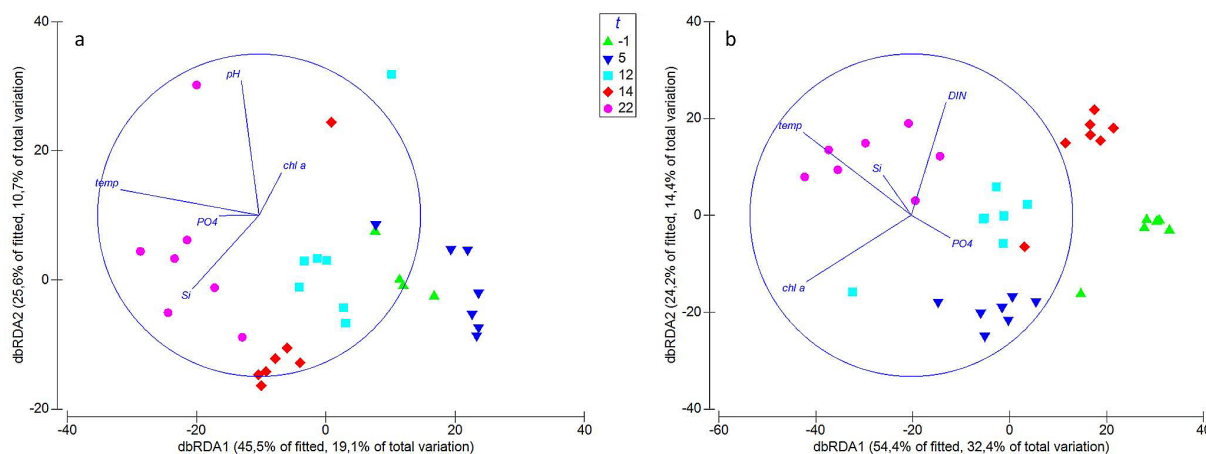 a
40
20
0
-20
-40
-20
0
20
40
dbRDA2 (25,6% of fitted, 10,7% of total variation)
dbRDA1 (45,5% of fitted, 19,1% of total variation)
pH
chl a
temp
PO4
Si
t
-1
5
12
14
22
b
40
20
0
-20
-40
-60
-40
-20
0
20
40
dbRDA2 (24,2% of fitted, 14,4% of total variation)
dbRDA1 (54,4% of fitted, 32,4% of total variation)
DIN
temp
Si
PO4
chl a